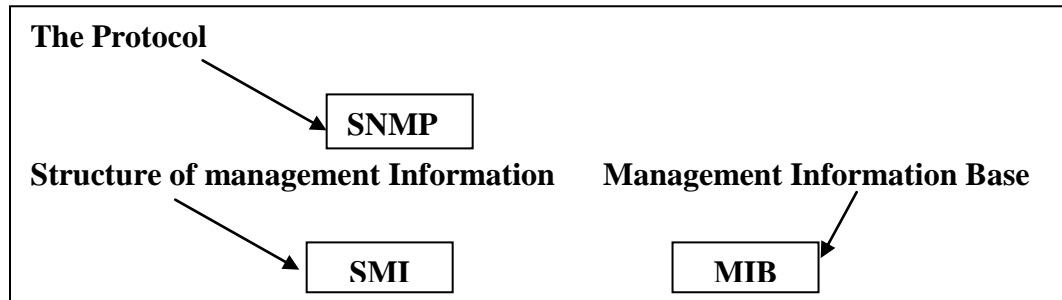 The Protocol
SNMP
Structure of management Information Management Information Base
SMI MIB